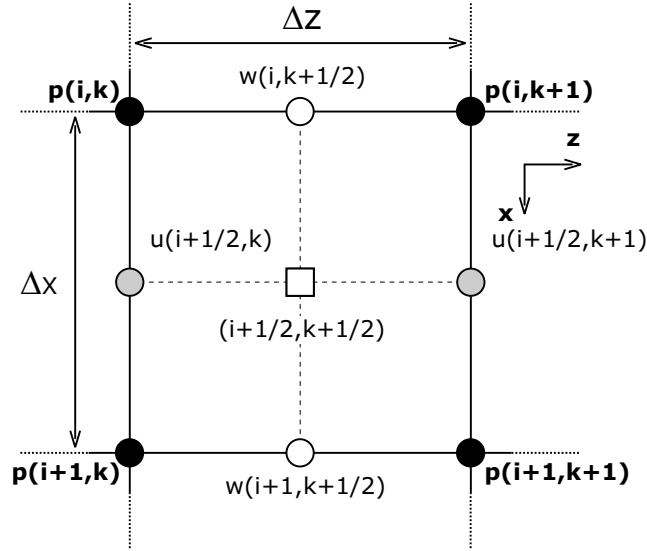 Δz
w(i,k+1/2)
p(i,k)
p(i,k+1)
z
x
u(i+1/2,k)
u(i+1/2,k+1)
Δx
(i+1/2,k+1/2)
p(i+1,k)
w(i+1,k+1/2)
p(i+1,k+1)